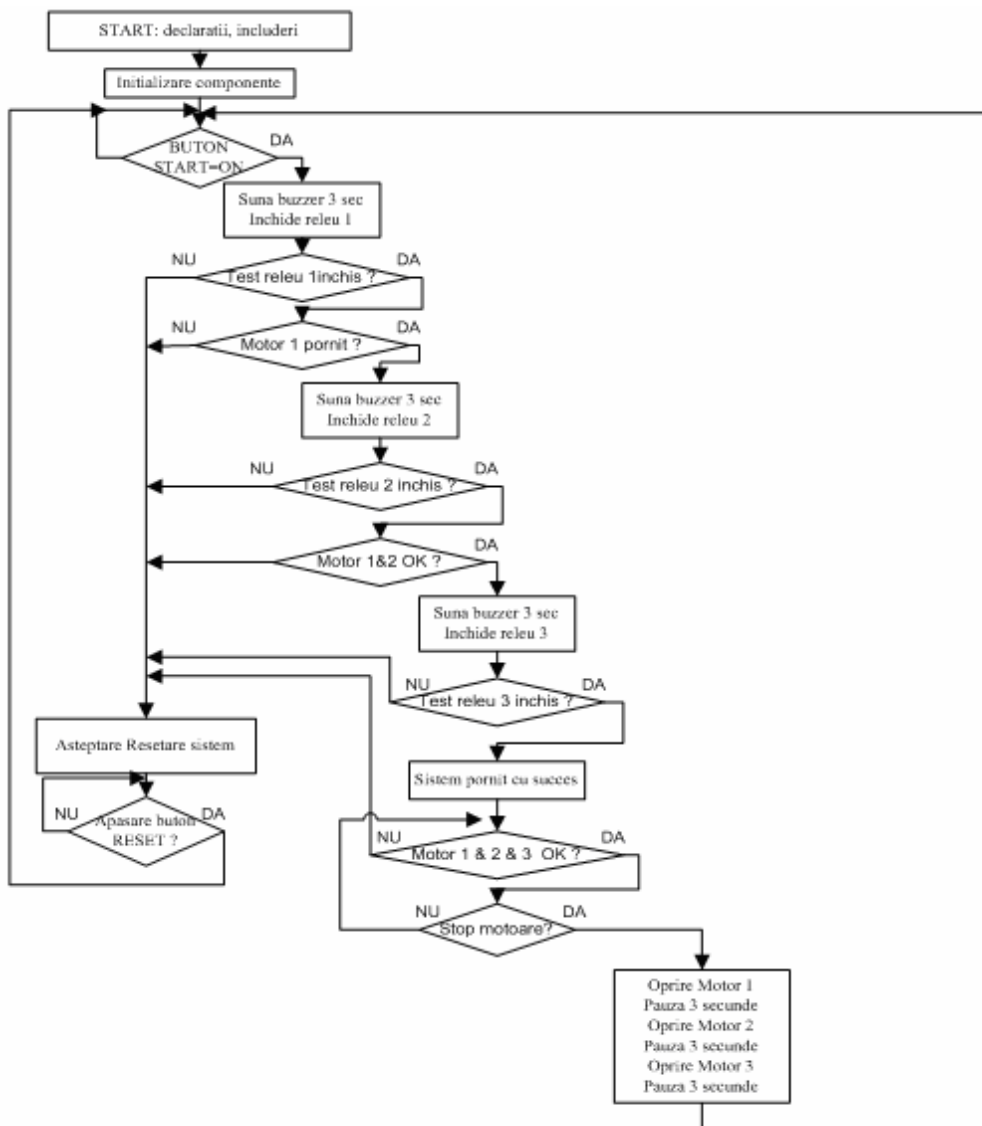 START: declaratii, includeri
Initializare componente
BUTON
START=ON
DA
Suna buzzer 3 sec
Inchide releu 1
NU
DA
Test releu 1inchis ?
NU
DA
Motor 1 pornit ?
Suna buzzer 3 sec
Inchide releu 2
NU
DA
Test releu 2 inchis ?
DA
Motor 1&2 OK ?
Suna buzzer 3 sec
Inchide releu 3
NU
DA
Test releu 3 inchis ?
Asteptare Resetare sistem
Sistem pornit cu succes
NU
DA
Apasare buton
RESET ?
NU
DA
Motor 1 & 2 & 3 OK ?
NU
DA
Stop motoare?
Oprire Motor 1
Pauza 3 secunde
Oprire Motor 2
Pauza 3 secunde
Oprire Motor 3
Pauza 3 secunde